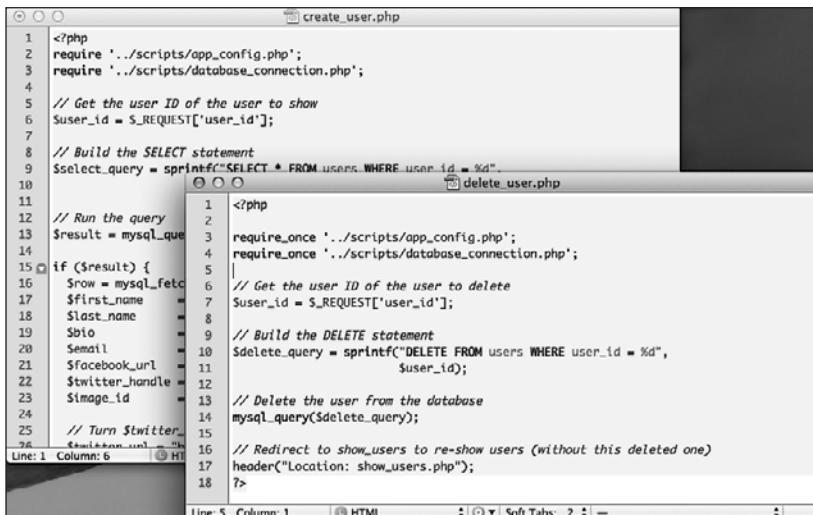 create_user.php
1 <?php
2 require '../scripts/app_config.php';
3 require '../scripts/database_connection.php';
4
5 // Get the user ID of the user to show
6 $user_id = $_REQUEST['user_id'];
7
8 // Build the SELECT statement
9 $select_query = sprintf("SELECT * FROM users WHERE user_id = %d",
10
11
12 // Run the query
13 $result = mysql_que
14
15 if ($result) {
16 $row = mysql_fetc
17 $first_name =
18 $last_name =
19 $bio =
20 $email =
21 $facebook_url =
22 $twitter_handle =
23 $image_id =
24
25 // Turn $twitter_
26 $twitter_url = "h
Line: 1 Column: 6 HT
delete_user.php
1 <?php
2
3 require_once '../scripts/app_config.php';
4 require_once '../scripts/database_connection.php';
5
6 // Get the user ID of the user to delete
7 $user_id = $_REQUEST['user_id'];
8
9 // Build the DELETE statement
10 $delete_query = sprintf("DELETE FROM users WHERE user_id = %d",
11 $user_id);
12
13 // Delete the user from the database
14 mysql_query($delete_query);
15
16 // Redirect to show_users to re-show users (without this deleted one)
17 header("Location: show_users.php");
18 ?>
Line: 5 Column: 1 HTML Soft Tabs: 2 —